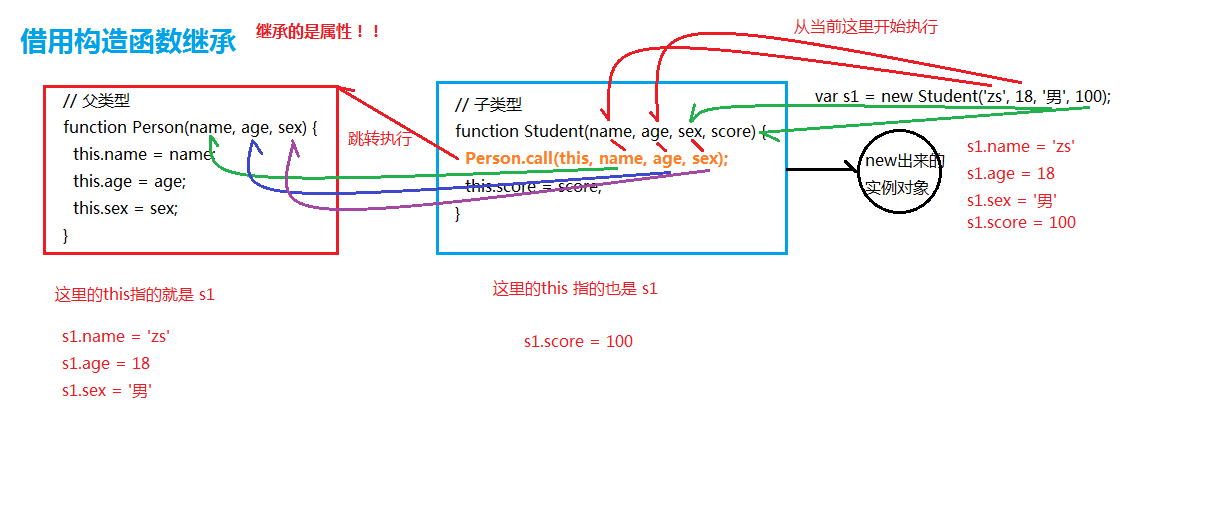 借用构造函数继承
继承的是属性！！
从当前这里开始执行
var s1 = new Student('zs', 18, '男', 100);
// 父类型
function Person(name, age, sex) {
this.name = name;
this.age = age;
this.sex = sex;
}
跳转执行
// 子类型
function Student(name, age, sex, score) {
Person.call(this, name, age, sex);
this.score = score;
}
new出来的
实例对象
s1.name = 'zs'
s1.age = 18
s1.sex = '男'
s1.score = 100
这里的this指的就是 s1
s1.name = 'zs'
s1.age = 18
s1.sex = '男'
这里的this 指的也是 s1
s1.score = 100